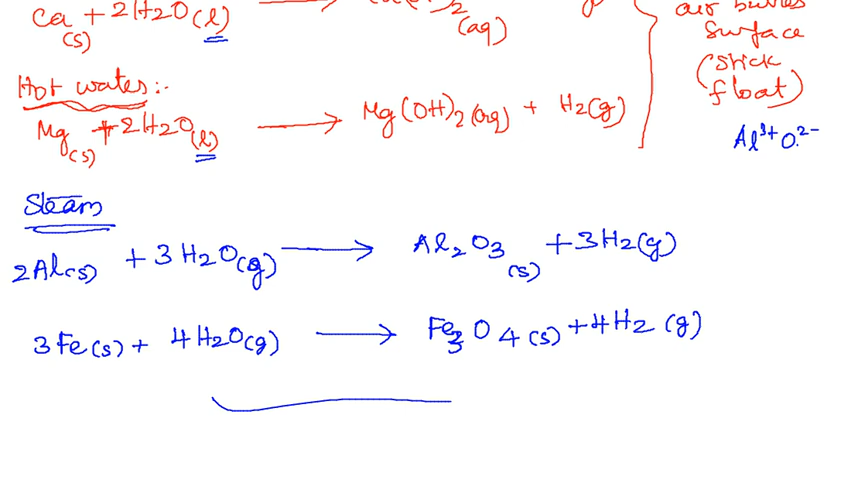 Ca(s) + 2H2O(l)
(aq)
Surface
(stick
float)
Hot water:-
Mg(s) + 2H2O(l) → Mg(OH)2(aq) + H2(g)
Al3+ O2-
Steam
2Al(s) + 3H2O(g) → Al2O3(s) + 3H2(g)
3Fe(s) + 4H2O(g) → Fe3O4(s) + 4H2(g)